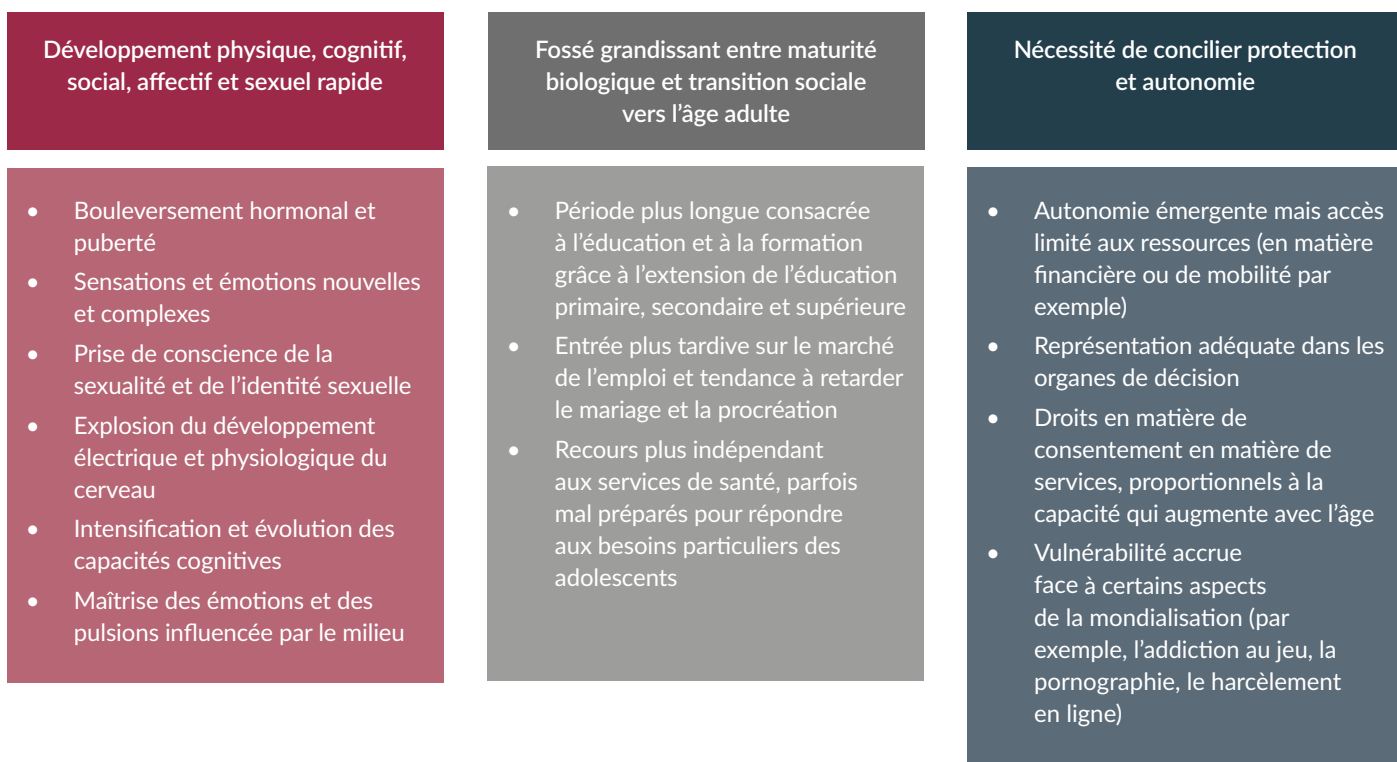 Développement physique, cognitif,
social, affectif et sexuel rapide
• Bouleversement hormonal et
puberté
• Sensations et émotions nouvelles
et complexes
• Prise de conscience de la
sexualité et de l’identité sexuelle
• Explosion du développement
électrique et physiologique du
cerveau
• Intensification et évolution des
capacités cognitives
• Maîtrise des émotions et des
pulsions influencée par le milieu
Fossé grandissant entre maturité
biologique et transition sociale
vers l’âge adulte
• Période plus longue consacrée
à l’éducation et à la formation
grâce à l’extension de l’éducation
primaire, secondaire et supérieure
• Entrée plus tardive sur le marché
de l’emploi et tendance à retarder
le mariage et la procréation
• Recours plus indépendant
aux services de santé, parfois
mal préparés pour répondre
aux besoins particuliers des
adolescents
Nécessité de concilier protection
et autonomie
• Autonomie émergente mais accès
limité aux ressources (en matière
financière ou de mobilité par
exemple)
• Représentation adéquate dans les
organes de décision
• Droits en matière de
consentement en matière de
services, proportionnels à la
capacité qui augmente avec l’âge
• Vulnérabilité accrue
face à certains aspects
de la mondialisation (par
exemple, l’addiction au jeu, la
pornographie, le harcèlement
en ligne)